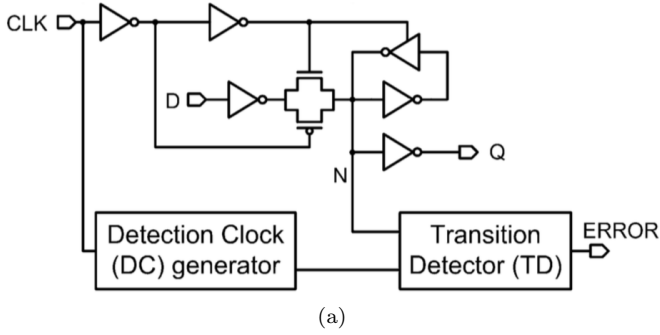 CLK
D
Q
N
ERROR
Detection Clock
(DC) generator
Transition
Detector (TD)
(a)